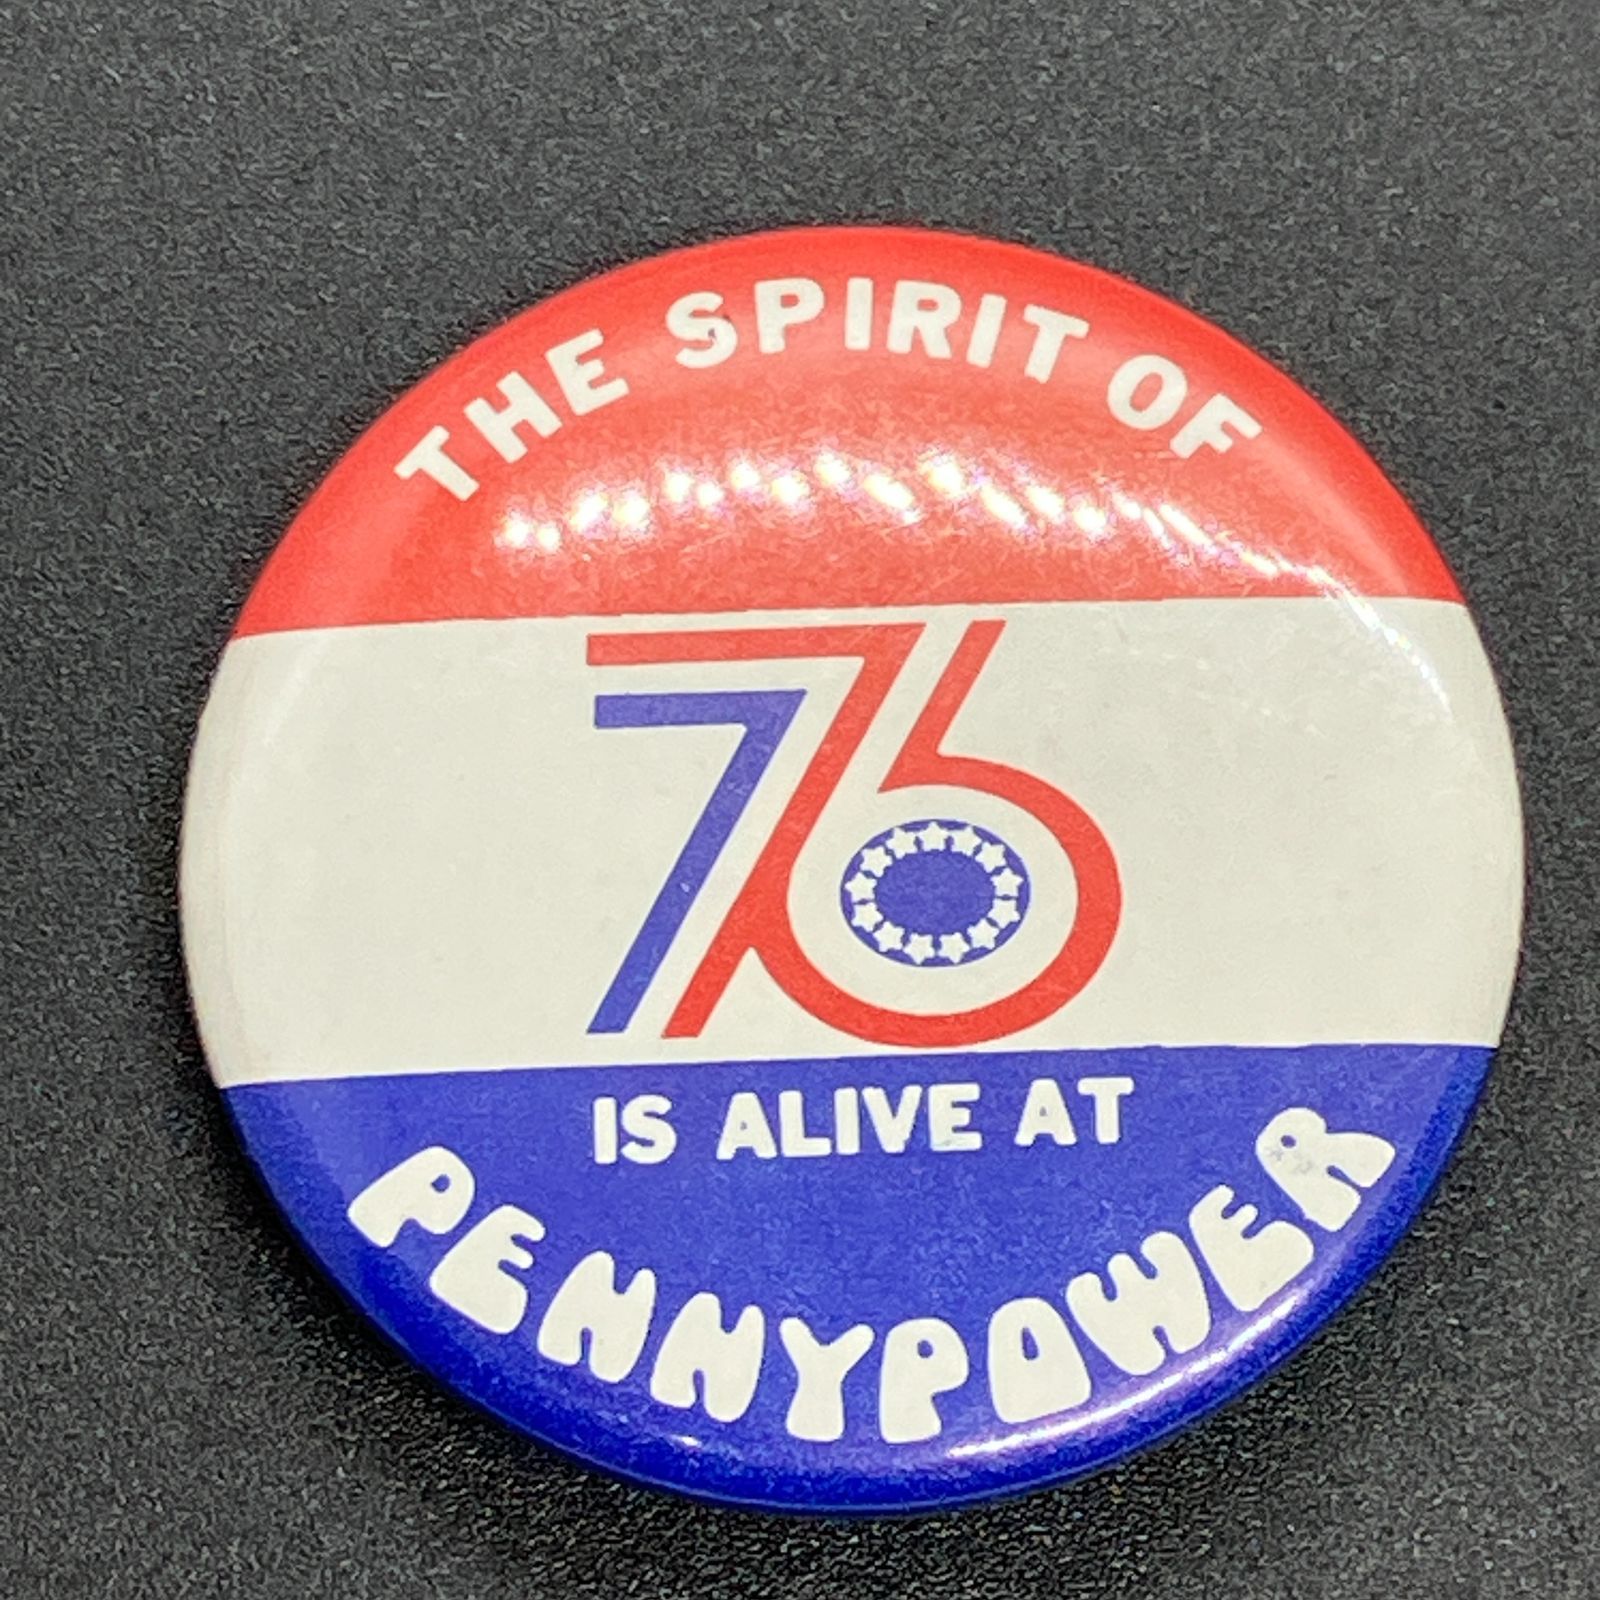 THE SPIRIT OF
76
IS ALIVE AT
PENNYPOWER